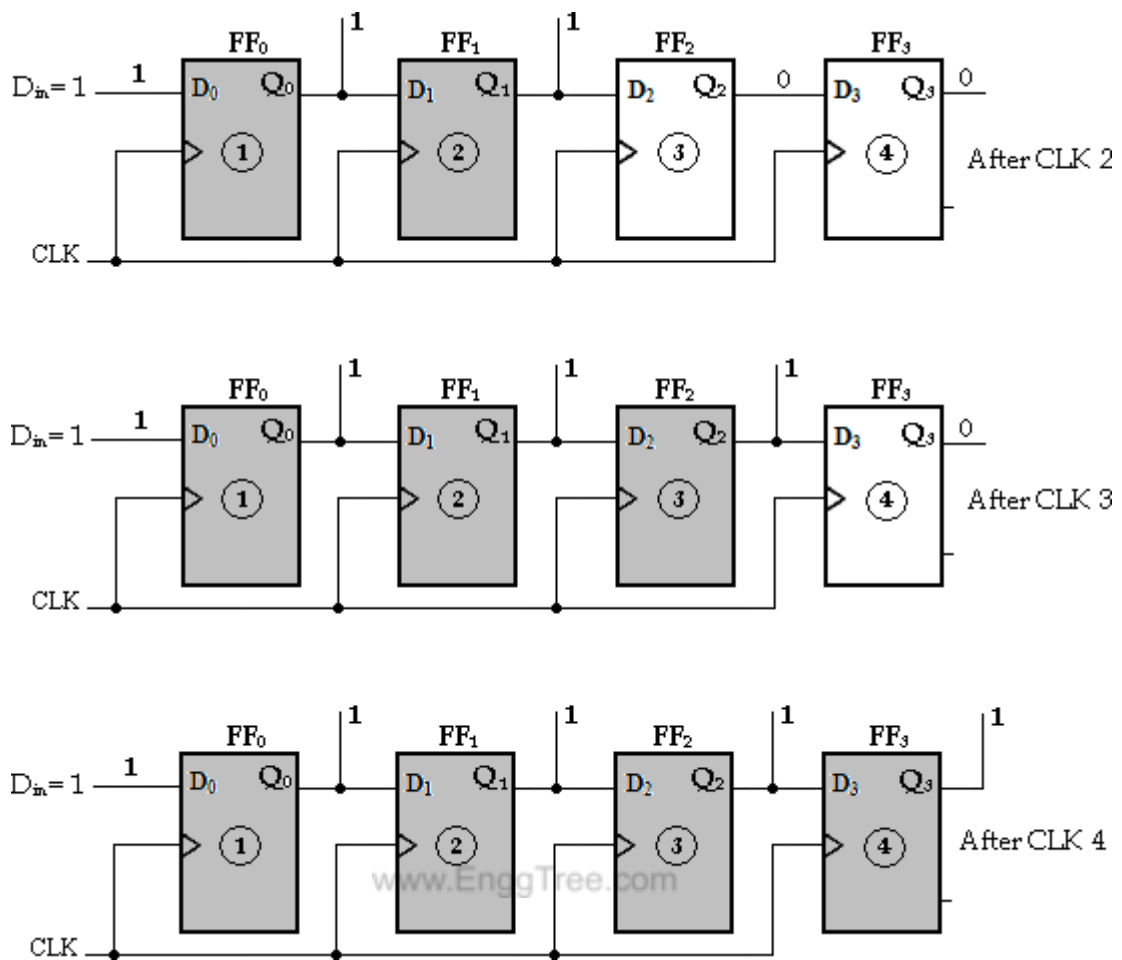 1 1
FF₀ FF₁ FF₂ FF₃
Dᵢₙ = 1 1 D₀ Q₀ D₁ Q₁ D₂ Q₂ 0 D₃ Q₃ 0
1 2 3 4 After CLK 2
CLK
1 1 1
FF₀ FF₁ FF₂ FF₃
Dᵢₙ = 1 1 D₀ Q₀ D₁ Q₁ D₂ Q₂ D₃ Q₃ 0
1 2 3 4 After CLK 3
CLK
1 1 1 1
FF₀ FF₁ FF₂ FF₃
Dᵢₙ = 1 1 D₀ Q₀ D₁ Q₁ D₂ Q₂ D₃ Q₃
1 2 3 4 After CLK 4
www.EnggTree.com
CLK